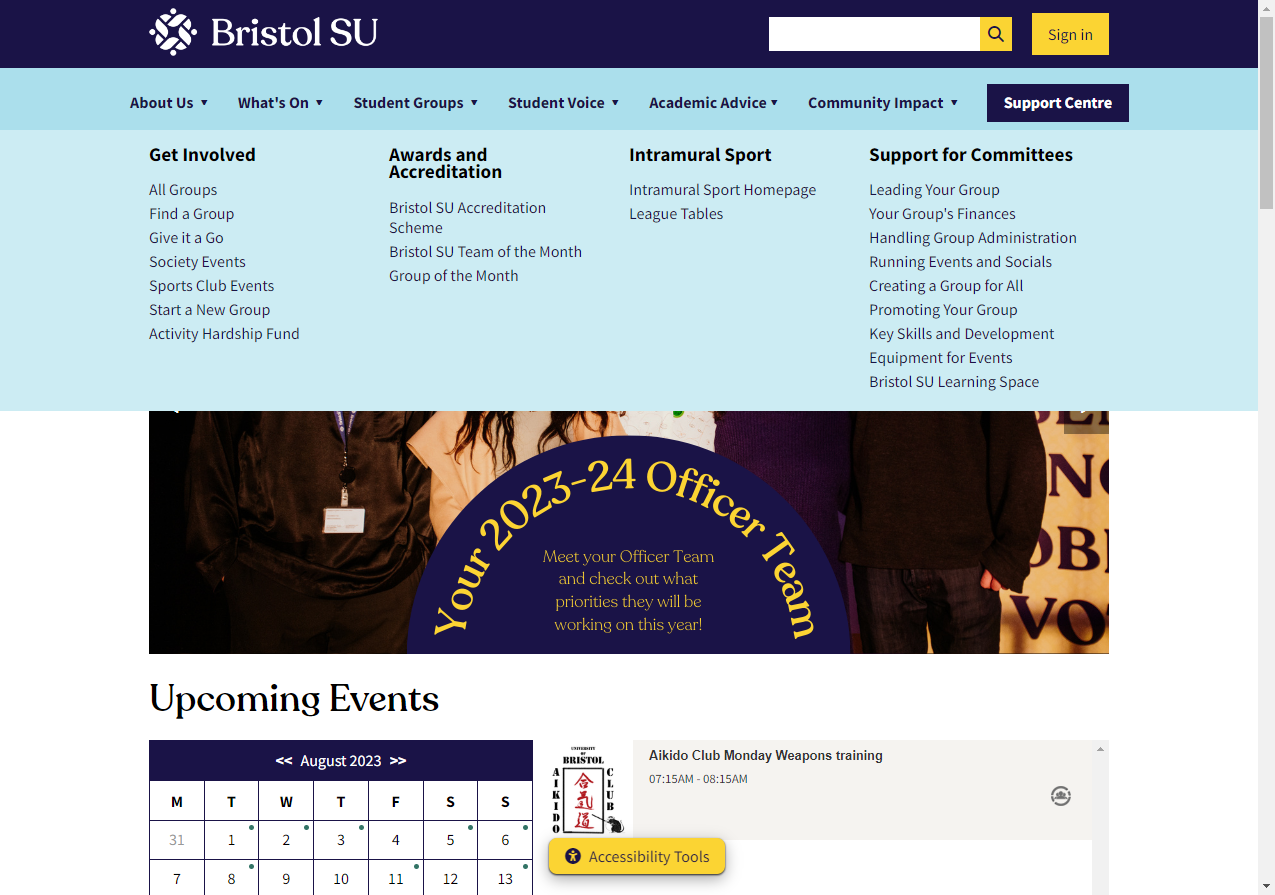 Bristol SU
Sign in
About Us
What's On
Student Groups
Student Voice
Academic Advice
Community Impact
Support Centre
Get Involved
All Groups
Find a Group
Give it a Go
Society Events
Sports Club Events
Start a New Group
Activity Hardship Fund
Awards and
Accreditation
Bristol SU Accreditation
Scheme
Bristol SU Team of the Month
Group of the Month
Intramural Sport
Intramural Sport Homepage
League Tables
Support for Committees
Leading Your Group
Your Group's Finances
Handling Group Administration
Running Events and Socials
Creating a Group for All
Promoting Your Group
Key Skills and Development
Equipment for Events
Bristol SU Learning Space
Your 2023-24 Officer Team
Meet your Officer Team
and check out what
priorities they will be
working on this year!
Upcoming Events
<< August 2023 >>
M T W T F S S
31 1 2 3 4 5 6
7 8 9 10 11 12 13
UNIVERSITY
OF
BRISTOL
AIKIDO
合氣道
CLUB
Aikido Club Monday Weapons training
07:15AM - 08:15AM
Accessibility Tools